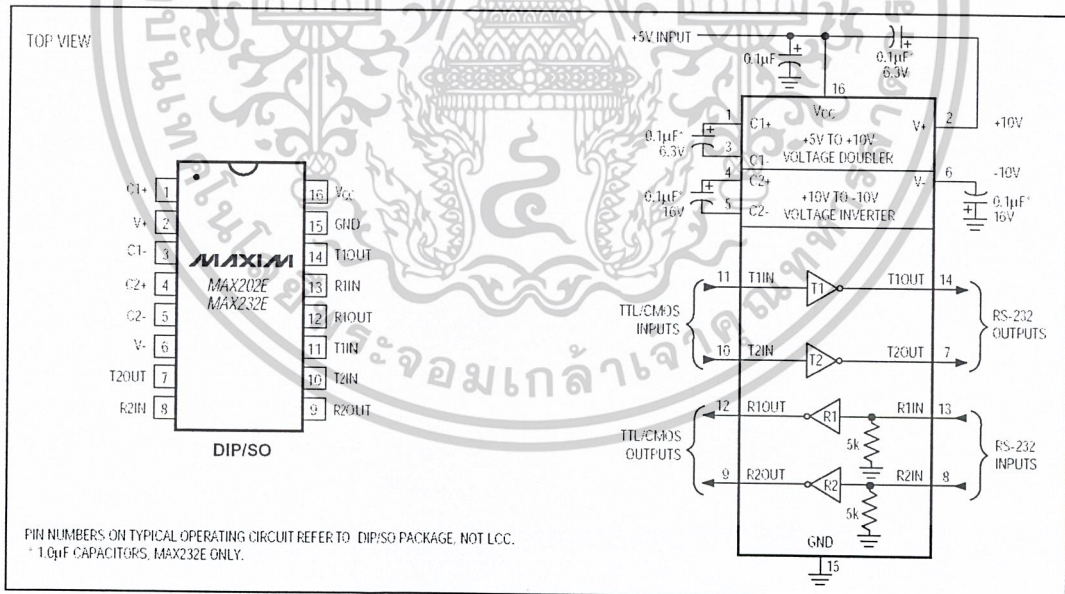 TOP VIEW
C1+ 1
V+ 2
C1- 3
C2+ 4
C2- 5
V- 6
T2OUT 7
R2IN 8
16 VCC
15 GND
14 T1OUT
13 R1IN
12 R1OUT
11 T1IN
10 T2IN
9 R2OUT
MAXIM
MAX202E
MAX232E
DIP/SO
+5V INPUT
0.1µF
0.1µF*
6.3V
16
VCC
1 C1+
0.1µF*
6.3V
3 C1-
+5V TO +10V
VOLTAGE DOUBLER
V+ 2 +10V
4 C2+
0.1µF*
16V
5 C2-
+10V TO -10V
VOLTAGE INVERTER
V- 6 -10V
0.1µF*
16V
11 T1IN T1 T1OUT 14
TTL/CMOS
INPUTS
RS-232
OUTPUTS
10 T2IN T2 T2OUT 7
12 R1OUT R1 R1IN 13
5k
TTL/CMOS
OUTPUTS
RS-232
INPUTS
9 R2OUT R2 R2IN 8
5k
GND
15
PIN NUMBERS ON TYPICAL OPERATING CIRCUIT REFER TO DIP/SO PACKAGE, NOT LCC.
* 1.0µF CAPACITORS, MAX232E ONLY.